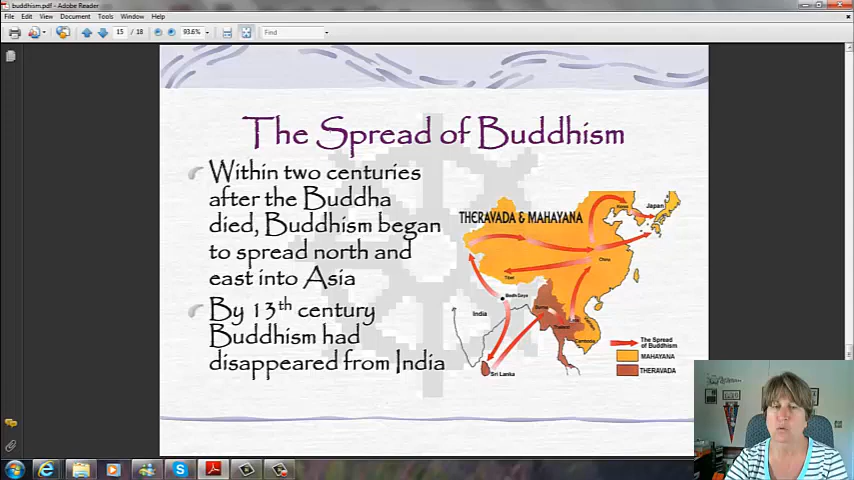 buddhism.pdf - Adobe Reader
File Edit View Document Tools Window Help
15 / 18 93.6% Find
The Spread of Buddhism
Within two centuries
after the Buddha
died, Buddhism began
to spread north and
east into Asia
By 13th century
Buddhism had
disappeared from India
THERAVADA & MAHAYANA
Korea
Japan
China
Tibet
Bodh Gaya
India
Burma
Thailand
Cambodia
Sri Lanka
The Spread
of Buddhism
MAHAYANA
THERAVADA